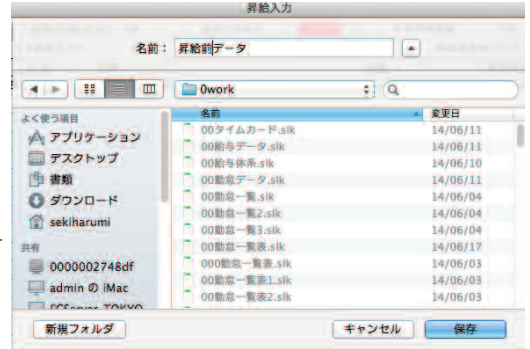 昇給入力
名前：
昇給前データ
0work
よく使う項目
アプリケーション
デスクトップ
書類
ダウンロード
sekiharumi
共有
0000002748df
admin の iMac
名前 変更日
00タイムカード.slk 14/06/11
00給与データ.slk 14/06/11
00給与体系.slk 14/06/10
00勤怠データ.slk 14/06/11
00勤怠一覧.slk 14/06/04
00勤怠一覧2.slk 14/06/04
00勤怠一覧3.slk 14/06/04
00勤怠一覧表.slk 14/06/17
000勤怠一覧表.slk 14/06/03
00勤怠一覧表1.slk 14/06/03
00勤怠一覧表2.slk 14/06/03
新規フォルダ
キャンセル
保存